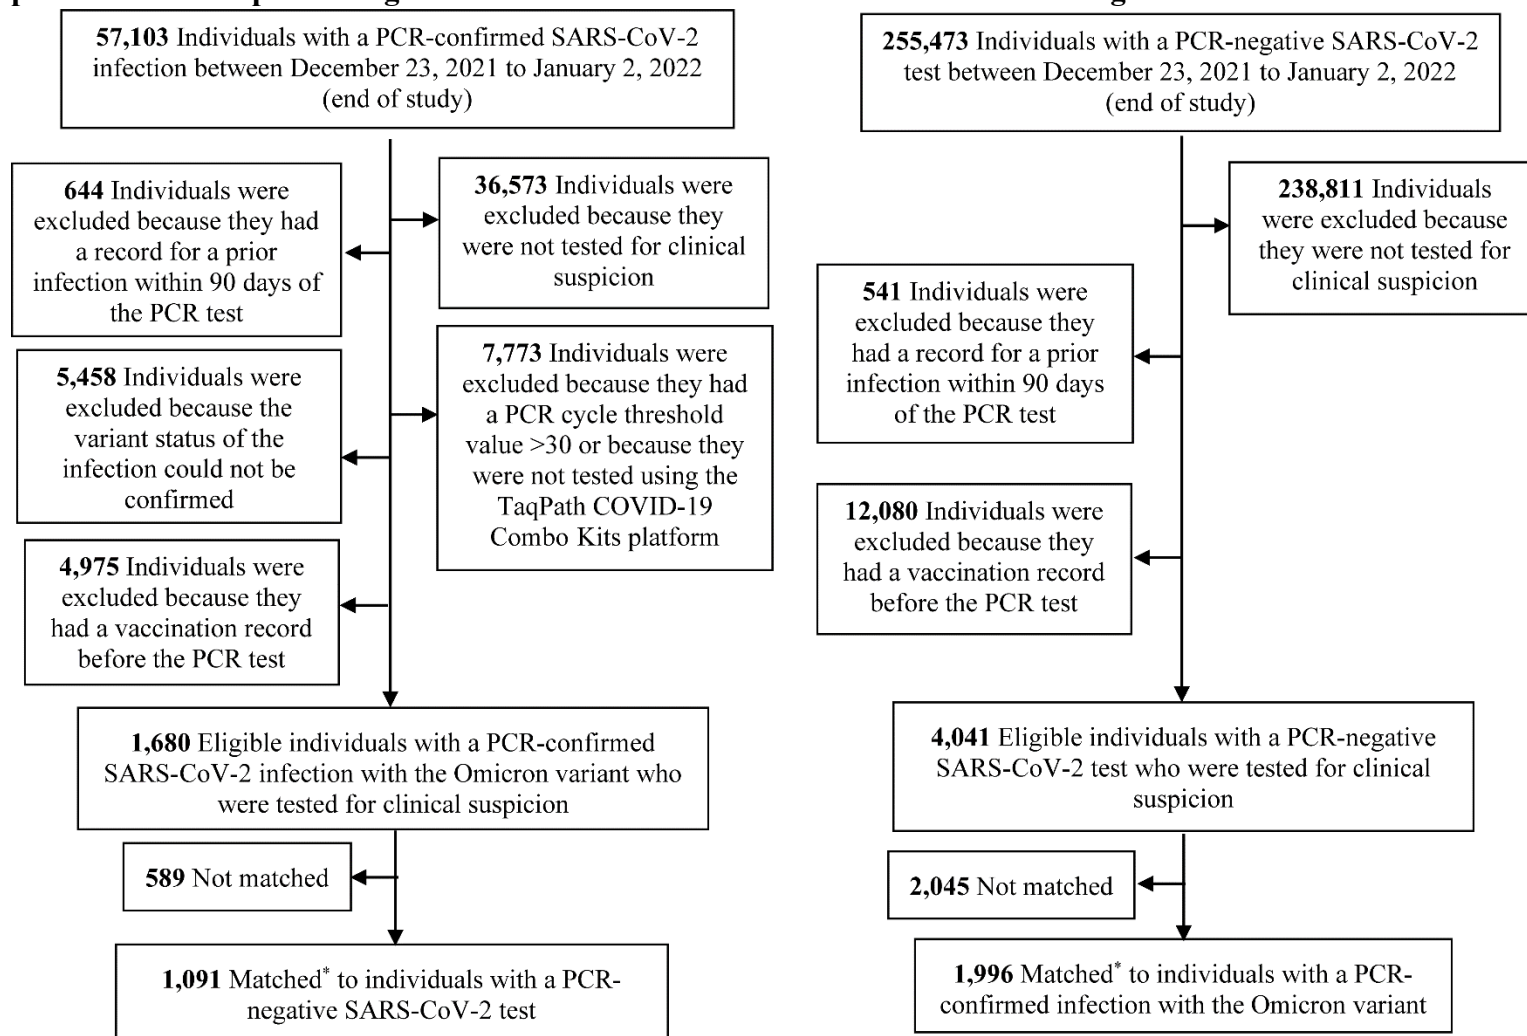 57,103 Individuals with a PCR-confirmed SARS-CoV-2
infection between December 23, 2021 to January 2, 2022
(end of study)
644 Individuals were
excluded because they had
a record for a prior
infection within 90 days of
the PCR test
36,573 Individuals were
excluded because they
were not tested for clinical
suspicion
5,458 Individuals were
excluded because the
variant status of the
infection could not be
confirmed
7,773 Individuals were
excluded because they had
a PCR cycle threshold
value >30 or because they
were not tested using the
TaqPath COVID-19
Combo Kits platform
4,975 Individuals were
excluded because they
had a vaccination record
before the PCR test
1,680 Eligible individuals with a PCR-confirmed
SARS-CoV-2 infection with the Omicron variant who
were tested for clinical suspicion
589 Not matched
1,091 Matched* to individuals with a PCR-
negative SARS-CoV-2 test
255,473 Individuals with a PCR-negative SARS-CoV-2
test between December 23, 2021 to January 2, 2022
(end of study)
238,811 Individuals
were excluded because
they were not tested for
clinical suspicion
541 Individuals were
excluded because they
had a record for a prior
infection within 90 days
of the PCR test
12,080 Individuals were
excluded because they
had a vaccination record
before the PCR test
4,041 Eligible individuals with a PCR-negative
SARS-CoV-2 test who were tested for clinical
suspicion
2,045 Not matched
1,996 Matched* to individuals with a PCR-
confirmed infection with the Omicron variant